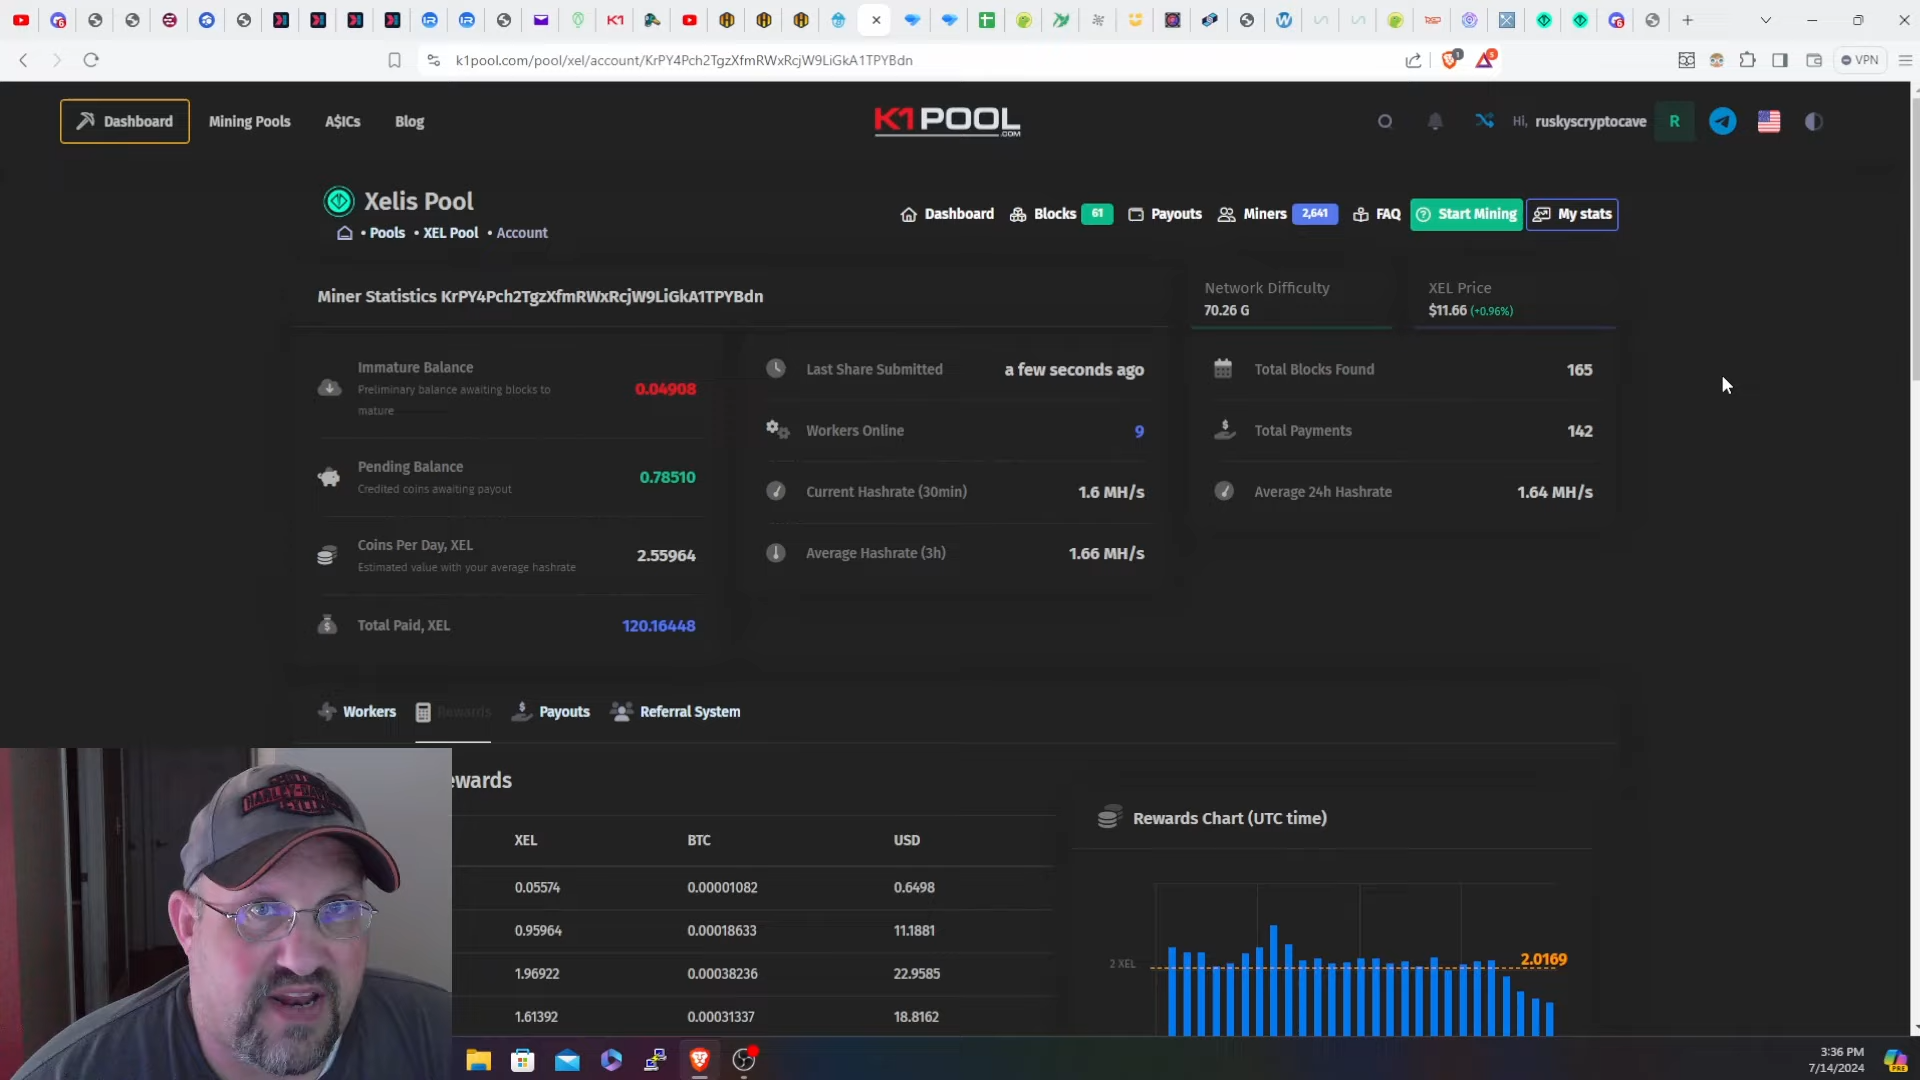 k1pool.com/pool/xel/account/KrPY4Pch2TgzXfmRWxRcjW9LiGkA1TPYBdn
VPN
Dashboard
Mining Pools
A$ICs
Blog
K1POOL
.COM
Hi, ruskyscryptocave
R
Xelis Pool
• Pools • XEL Pool • Account
Dashboard
Blocks 61
Payouts
Miners 2,641
FAQ
Start Mining
My stats
Miner Statistics KrPY4Pch2TgzXfmRWxRcjW9LiGkA1TPYBdn
Network Difficulty
70.26 G
XEL Price
$11.66 (+0.96%)
Immature Balance
Preliminary balance awaiting blocks to
mature
0.04908
Pending Balance
Credited coins awaiting payout
0.78510
Coins Per Day, XEL
Estimated value with your average hashrate
2.55964
Total Paid, XEL
120.16448
Last Share Submitted
a few seconds ago
Workers Online
9
Current Hashrate (30min)
1.6 MH/s
Average Hashrate (3h)
1.66 MH/s
Total Blocks Found
165
Total Payments
142
Average 24h Hashrate
1.64 MH/s
Workers
Rewards
Payouts
Referral System
ewards
XEL BTC USD
0.05574 0.00001082 0.6498
0.95964 0.00018633 11.1881
1.96922 0.00038236 22.9585
1.61392 0.00031337 18.8162
Rewards Chart (UTC time)
2 XEL
2.0169
HARLEY-DAVIDSON
3:36 PM
7/14/2024